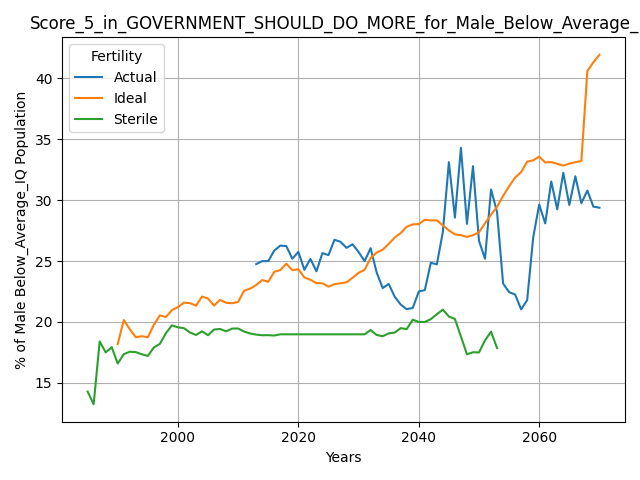 Score_5_in_GOVERNMENT_SHOULD_DO_MORE_for_Male_Below_Average_
Fertility
Actual
Ideal
Sterile
% of Male Below_Average_IQ Population
40
35
30
25
20
15
2000
2020
2040
2060
Years